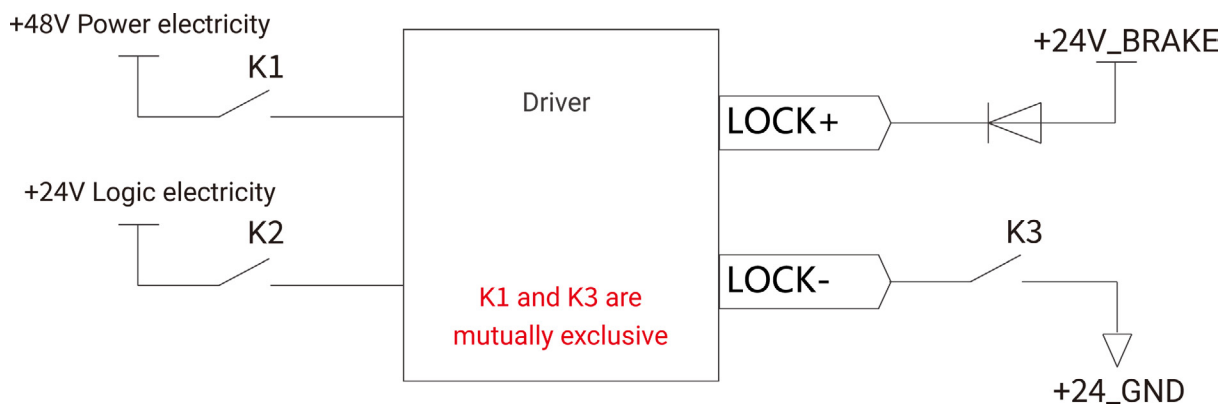 +48V Power electricity
K1
+24V_BRAKE
Driver
LOCK+
+24V Logic electricity
K2
K3
LOCK-
K1 and K3 are
mutually exclusive
+24_GND